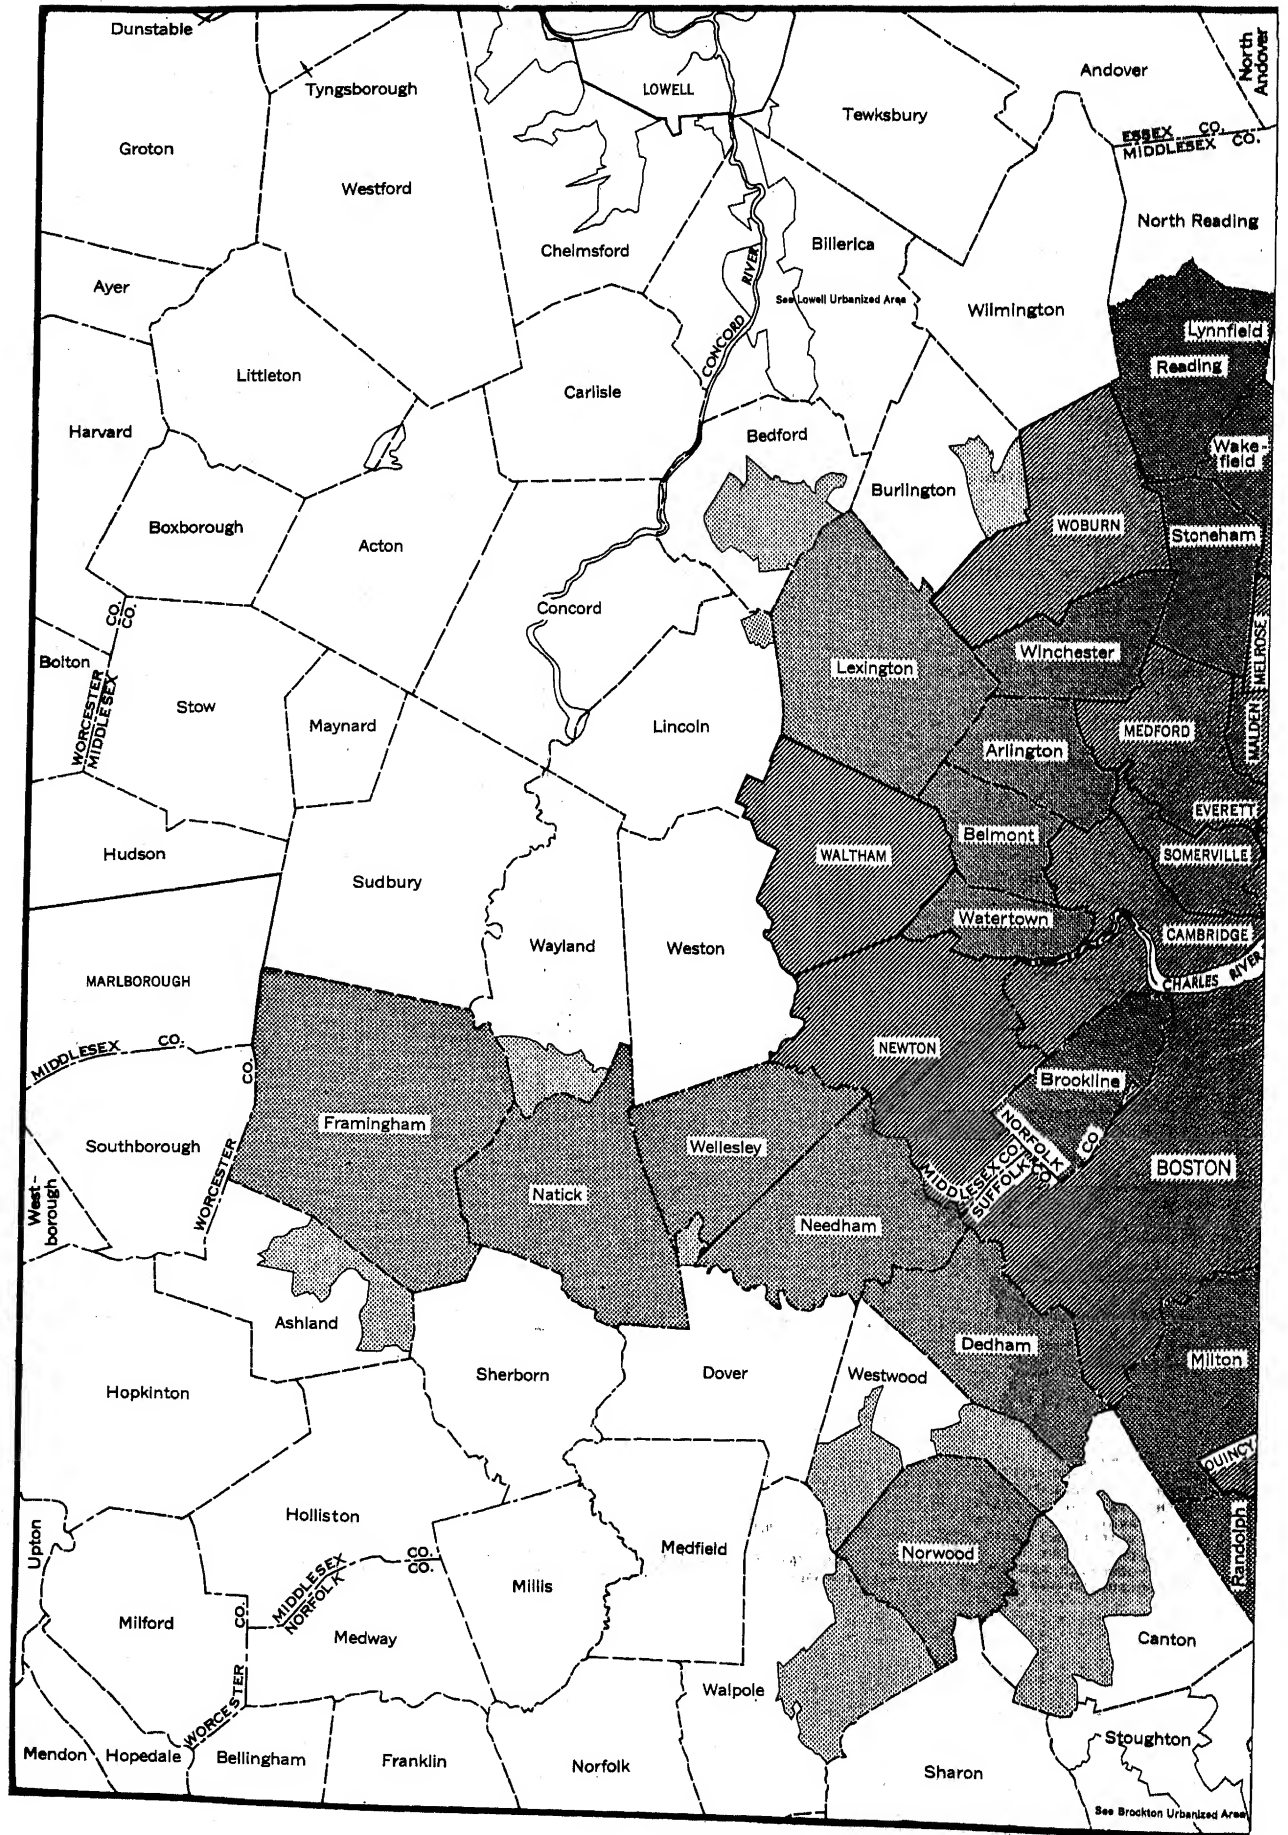 Dunstable
North
Andover
Andover
Tyngsborough
LOWELL
Tewksbury
ESSEX CO.
MIDDLESEX CO.
Groton
Westford
North Reading
Chelmsford
Billerica
RIVER
Ayer
See Lowell Urbanized Area
Wilmington
CONCORD
Lynnfield
Reading
Littleton
Carlisle
Harvard
Bedford
Wake-
field
Burlington
Boxborough
WOBURN
Stoneham
Acton
Concord
CO.
CO.
Bolton
Winchester
MELROSE
Lexington
WORCESTER
MIDDLESEX
Stow
Maynard
Lincoln
MEDFORD
MALDEN
Arlington
EVERETT
Belmont
Hudson
WALTHAM
SOMERVILLE
Sudbury
Watertown
Wayland
Weston
CAMBRIDGE
MARLBOROUGH
CHARLES RIVER
MIDDLESEX CO.
NEWTON
CO.
Brookline
Framingham
NORFOLK
CO.
CO
Southborough
Wellesley
MIDDLESEX CO.
SUFFOLK
BOSTON
WORCESTER
West-
borough
Natick
Needham
Ashland
Dedham
Milton
Sherborn
Dover
Westwood
Hopkinton
QUINCY
Holliston
Upton
Medfield
Norwood
Randolph
MIDDLESEX CO.
NORFOLK CO.
Millis
CO.
Milford
Medway
Canton
WORCESTER
Walpole
Stoughton
Mendon
Hopedale
Bellingham
Franklin
Norfolk
Sharon
See Brockton Urbanized Area